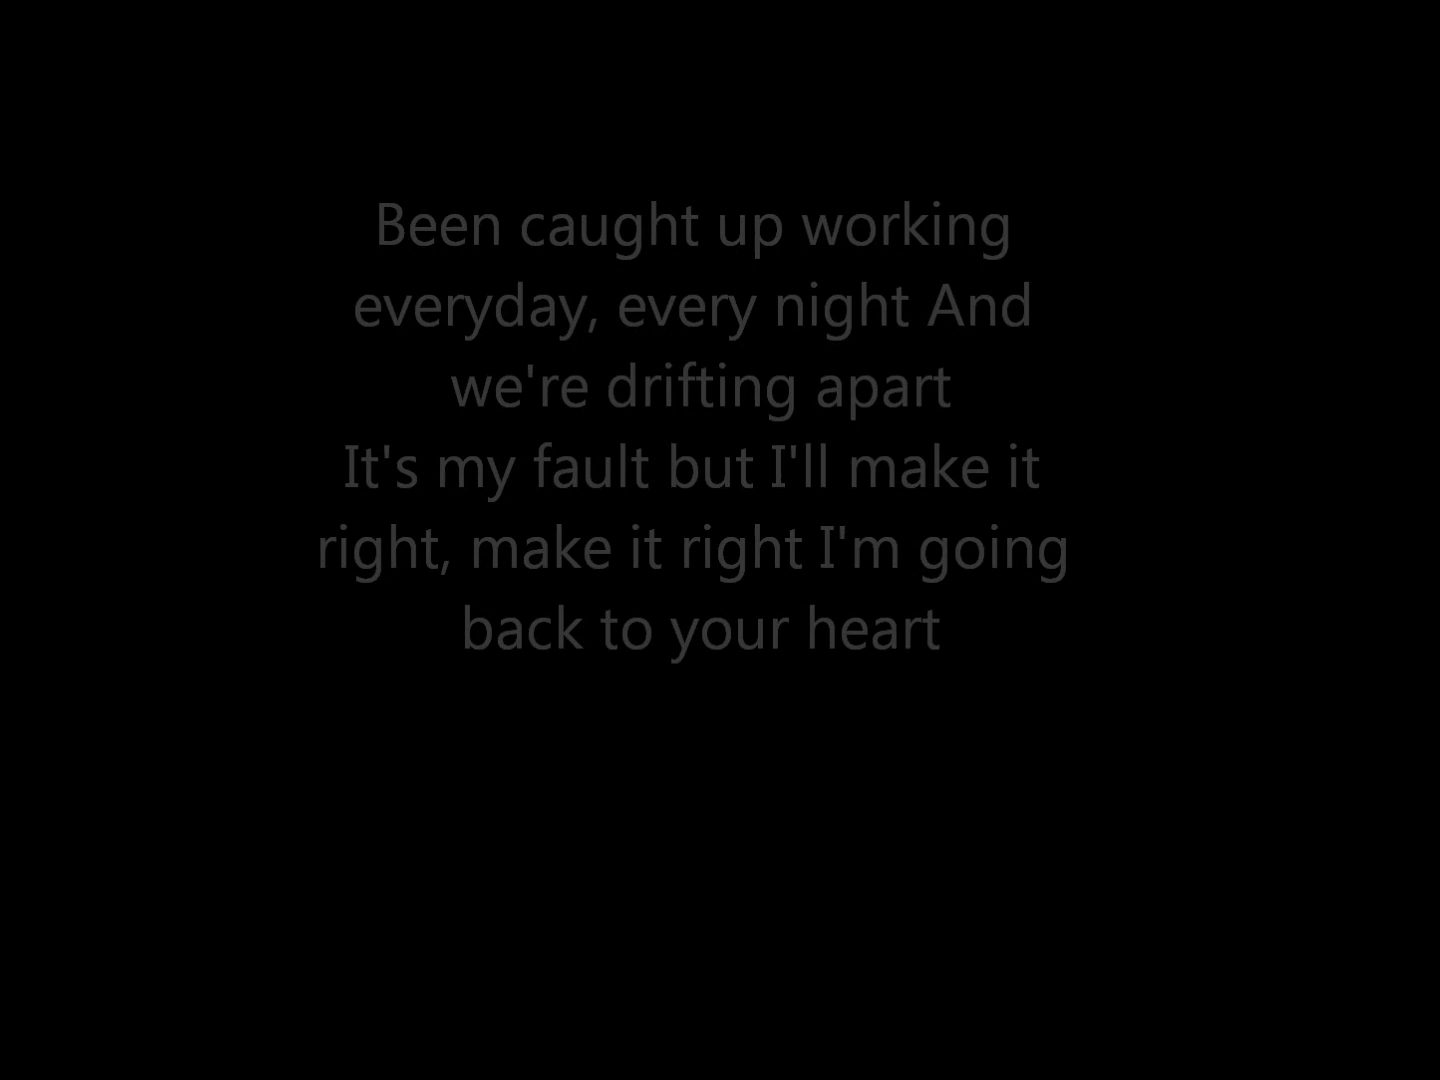 Been caught up working
everyday, every night And
we're drifting apart
It's my fault but I'll make it
right, make it right I'm going
back to your heart